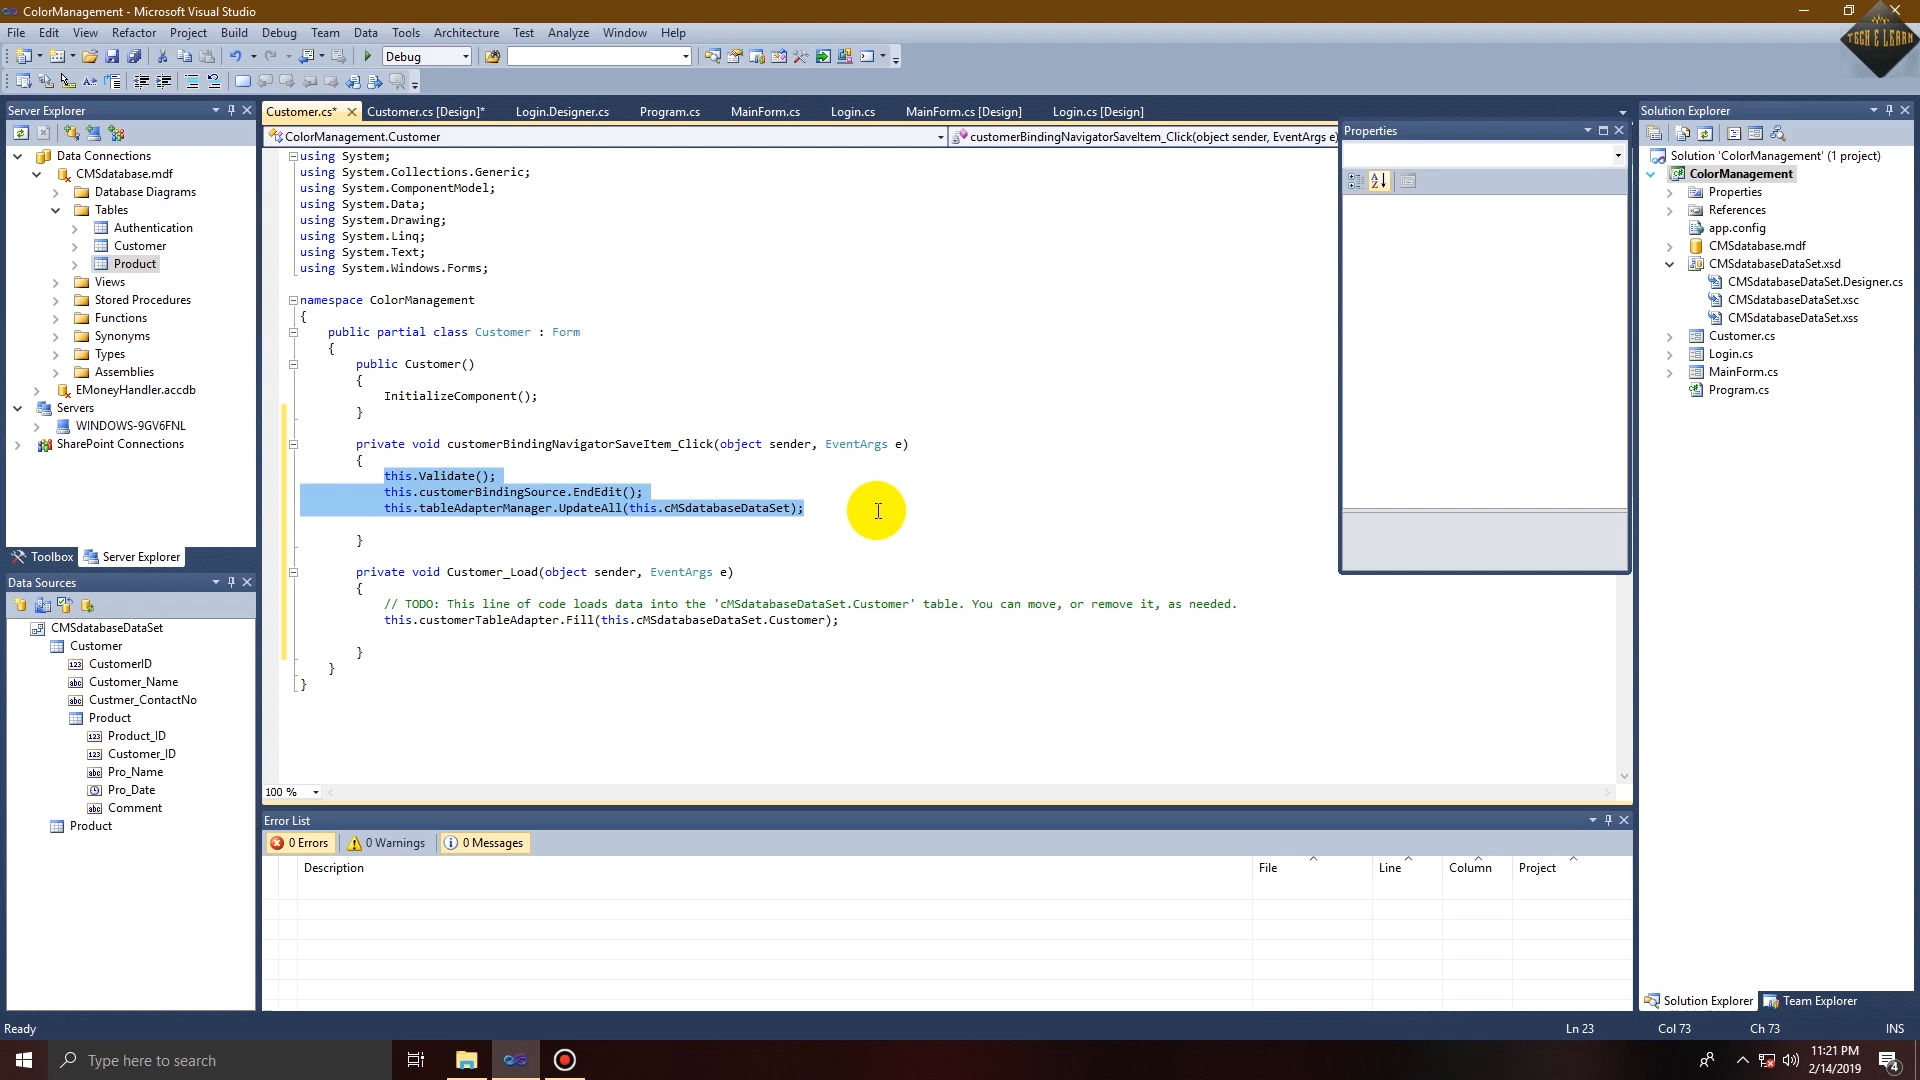 ColorManagement - Microsoft Visual Studio
File Edit View Refactor Project Build Debug Team Data Tools Architecture Test Analyze Window Help
TECH E LEARN
Debug
Server Explorer
Data Connections
CMSdatabase.mdf
Database Diagrams
Tables
Authentication
Customer
Product
Views
Stored Procedures
Functions
Synonyms
Types
Assemblies
EMoneyHandler.accdb
Servers
WINDOWS-9GV6FNL
SharePoint Connections
Toolbox Server Explorer
Data Sources
CMSdatabaseDataSet
Customer
CustomerID
Customer_Name
Custmer_ContactNo
Product
Product_ID
Customer_ID
Pro_Name
Pro_Date
Comment
Product
Customer.cs* Customer.cs [Design]* Login.Designer.cs Program.cs MainForm.cs Login.cs MainForm.cs [Design] Login.cs [Design]
ColorManagement.Customer customerBindingNavigatorSaveItem_Click(object sender, EventArgs e)
using System;
using System.Collections.Generic;
using System.ComponentModel;
using System.Data;
using System.Drawing;
using System.Linq;
using System.Text;
using System.Windows.Forms;
namespace ColorManagement
{
public partial class Customer : Form
{
public Customer()
{
InitializeComponent();
}
private void customerBindingNavigatorSaveItem_Click(object sender, EventArgs e)
{
this.Validate();
this.customerBindingSource.EndEdit();
this.tableAdapterManager.UpdateAll(this.cMSdatabaseDataSet);
}
private void Customer_Load(object sender, EventArgs e)
{
// TODO: This line of code loads data into the 'cMSdatabaseDataSet.Customer' table. You can move, or remove it, as needed.
this.customerTableAdapter.Fill(this.cMSdatabaseDataSet.Customer);
}
}
}
100 %
Properties
Error List
0 Errors 0 Warnings 0 Messages
Description File Line Column Project
Solution Explorer
Solution 'ColorManagement' (1 project)
ColorManagement
Properties
References
app.config
CMSdatabase.mdf
CMSdatabaseDataSet.xsd
CMSdatabaseDataSet.Designer.cs
CMSdatabaseDataSet.xsc
CMSdatabaseDataSet.xss
Customer.cs
Login.cs
MainForm.cs
Program.cs
Solution Explorer Team Explorer
Ready Ln 23 Col 73 Ch 73 INS
Type here to search
11:21 PM
2/14/2019
4